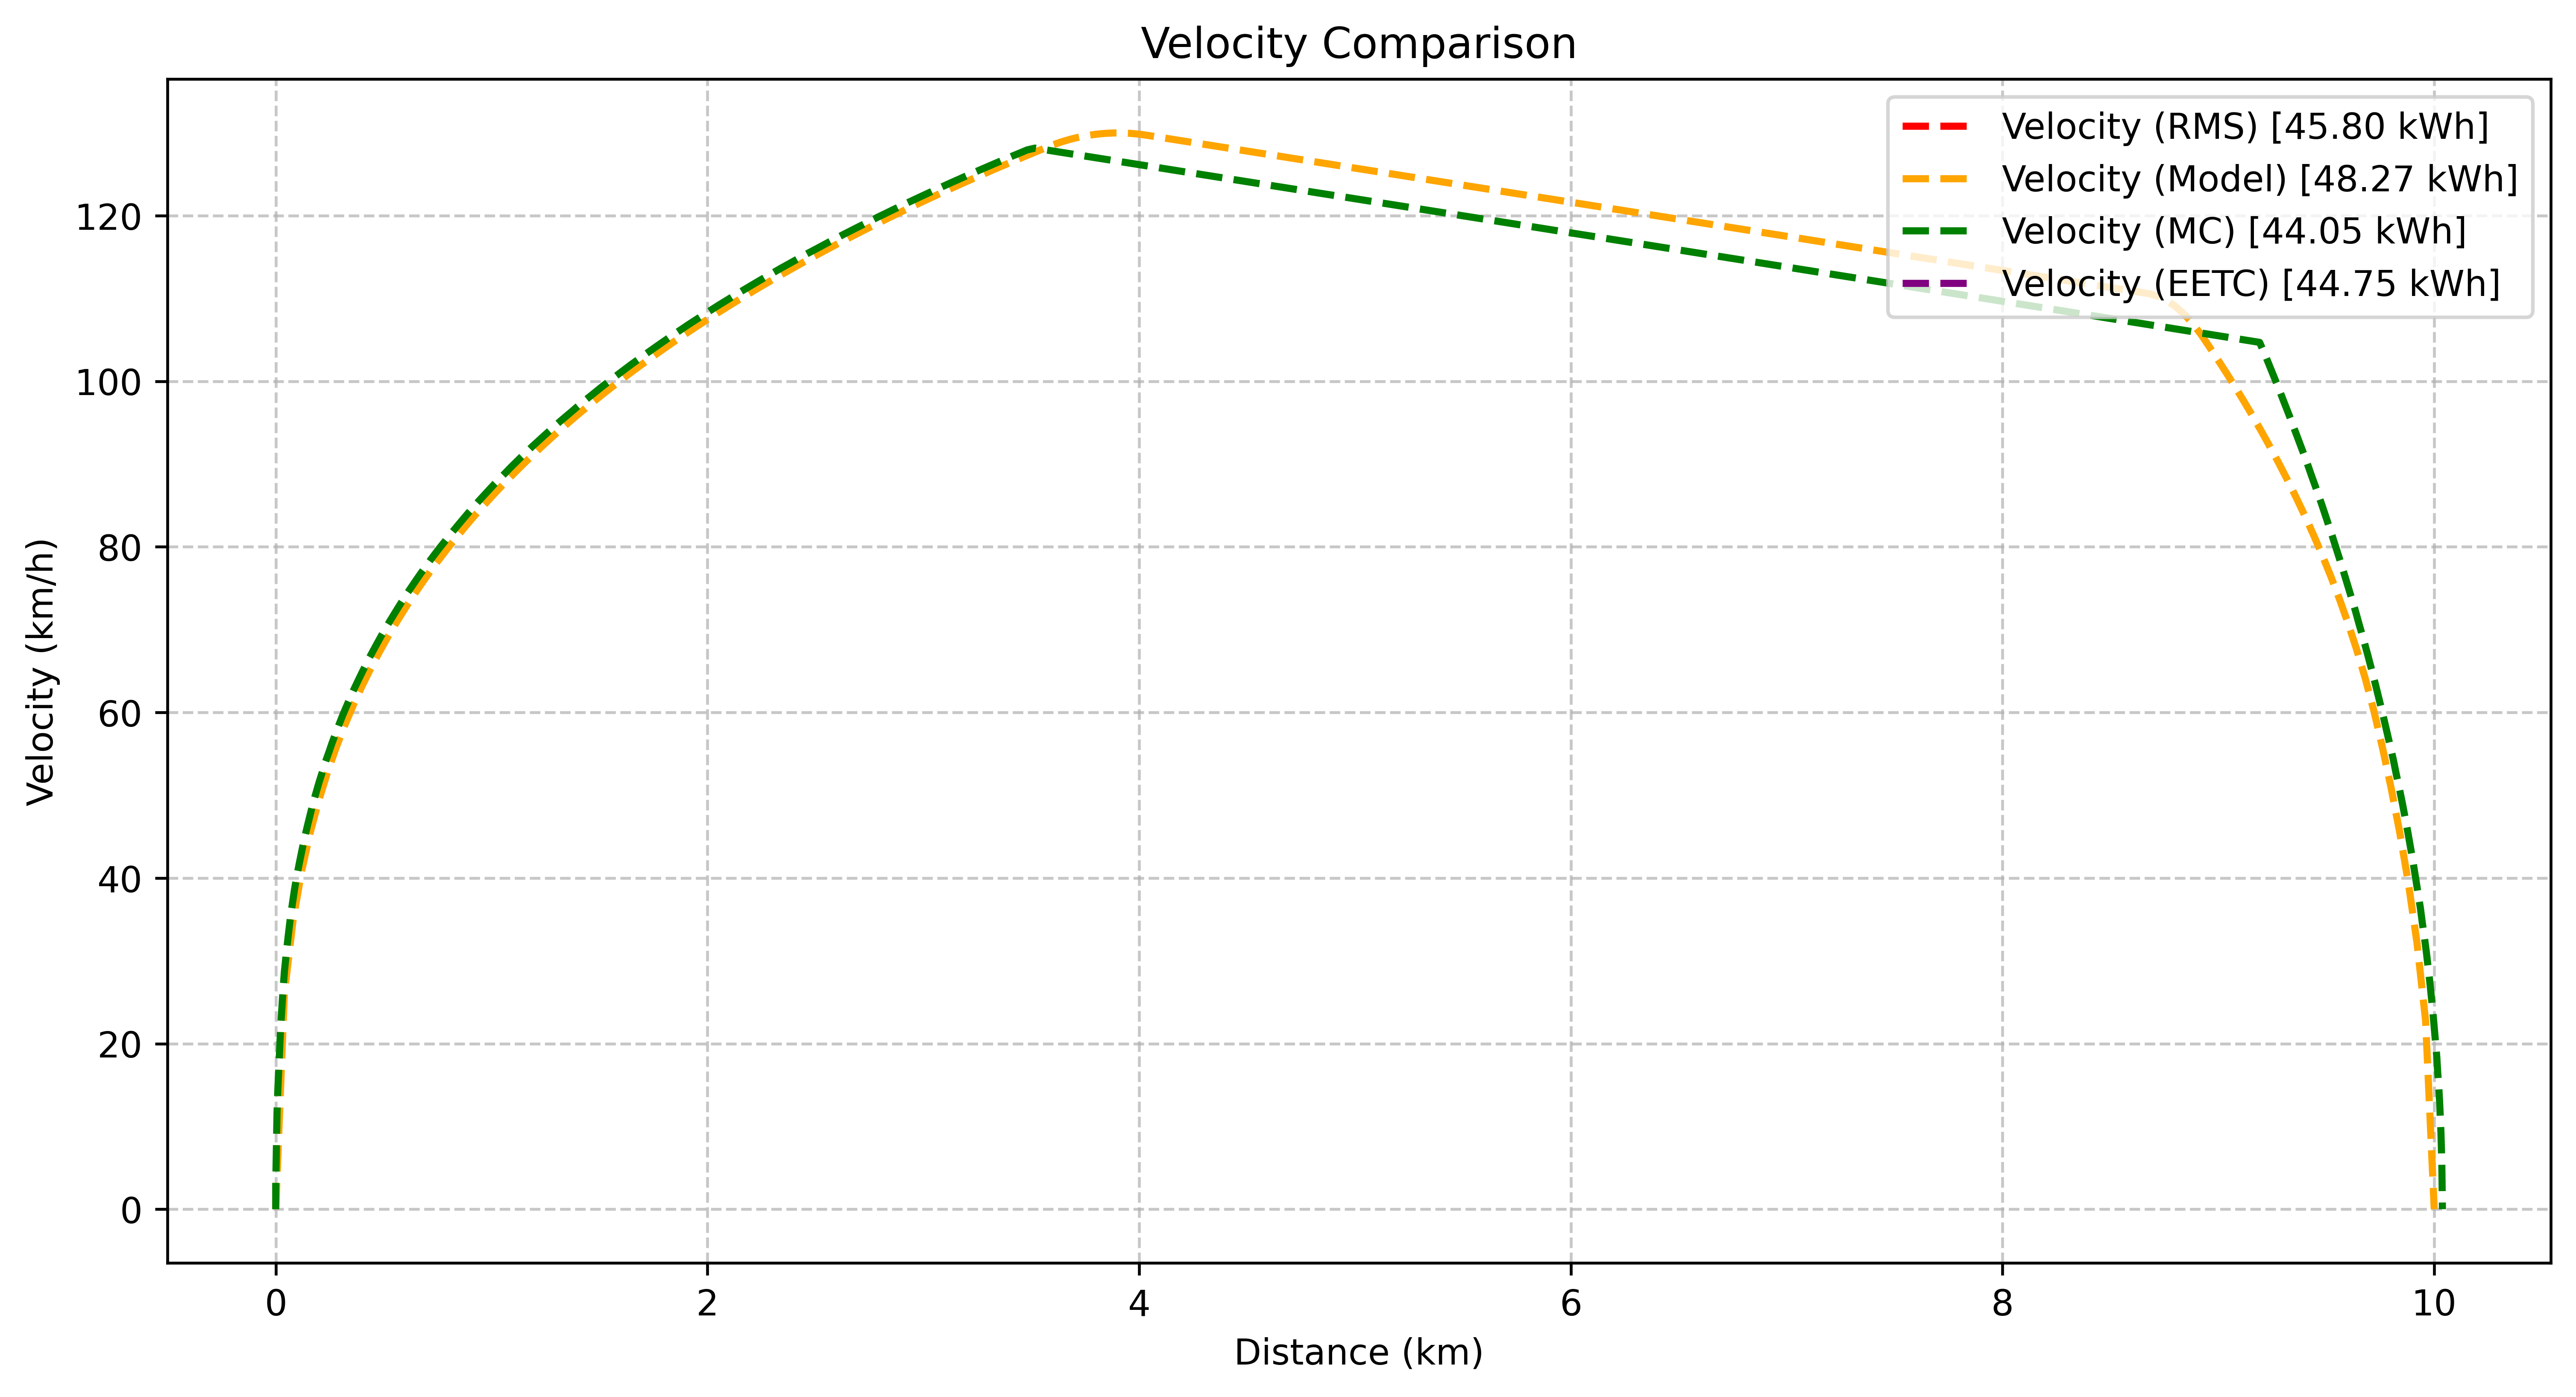 Velocity Comparison
Velocity (RMS) [45.80 kWh]
Velocity (Model) [48.27 kWh]
Velocity (MC) [44.05 kWh]
Velocity (EETC) [44.75 kWh]
Velocity (km/h)
120
100
80
60
40
20
0
0 2 4 6 8 10
Distance (km)